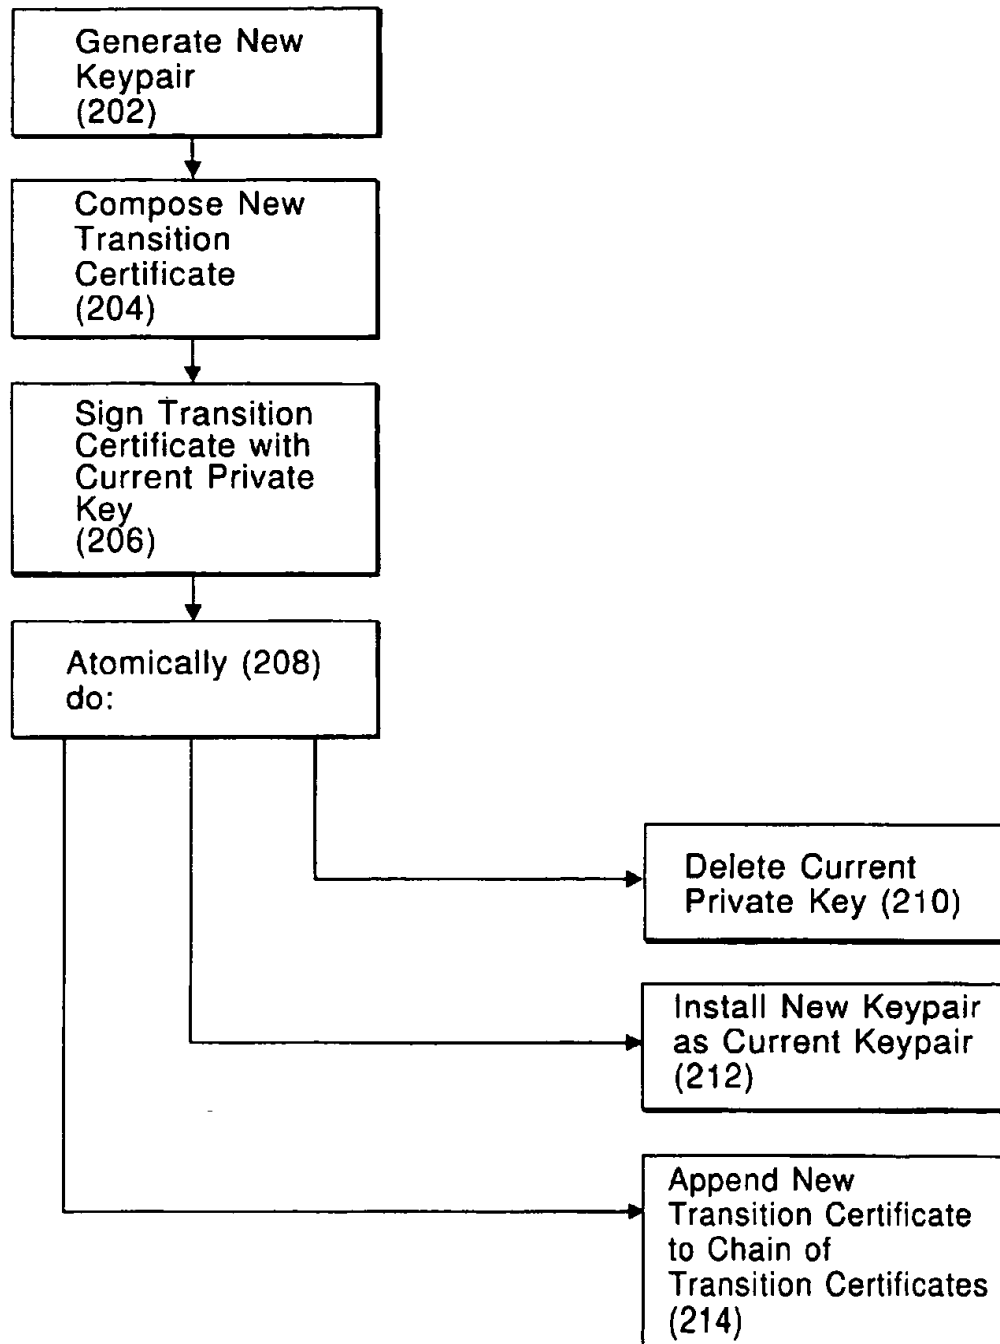 Generate New
Keypair
(202)
Compose New
Transition
Certificate
(204)
Sign Transition
Certificate with
Current Private
Key
(206)
Atomically (208)
do:
Delete Current
Private Key (210)
Install New Keypair
as Current Keypair
(212)
Append New
Transition Certificate
to Chain of
Transition Certificates
(214)